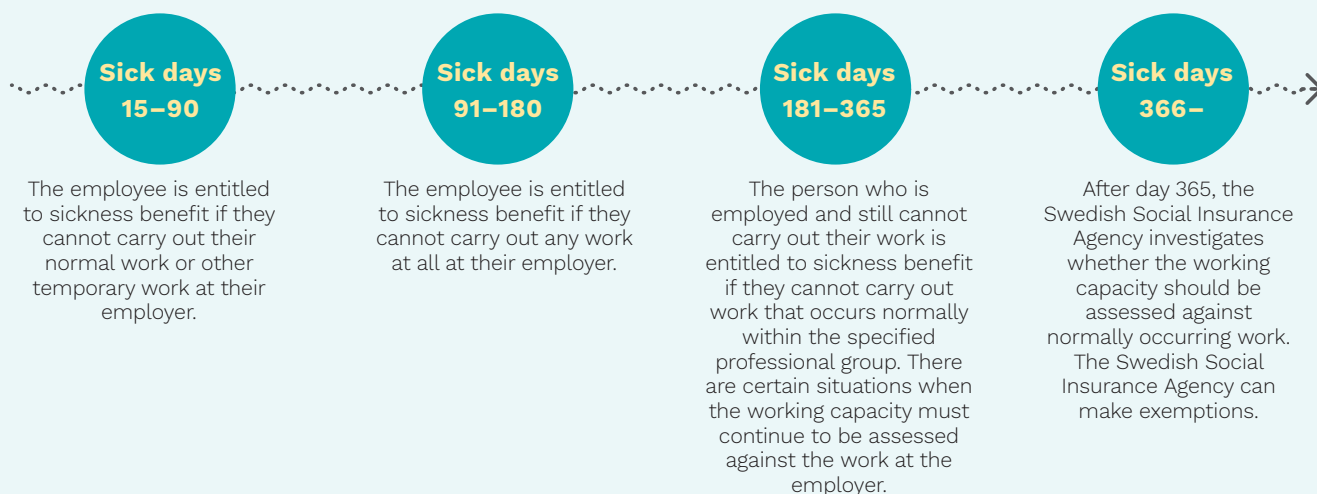 Sick days
15–90
The employee is entitled
to sickness benefit if they
cannot carry out their
normal work or other
temporary work at their
employer.
Sick days
91–180
The employee is entitled
to sickness benefit if they
cannot carry out any work
at all at their employer.
Sick days
181–365
The person who is
employed and still cannot
carry out their work is
entitled to sickness benefit
if they cannot carry out
work that occurs normally
within the specified
professional group. There
are certain situations when
the working capacity must
continue to be assessed
against the work at the
employer.
Sick days
366–
After day 365, the
Swedish Social Insurance
Agency investigates
whether the working
capacity should be
assessed against
normally occurring work.
The Swedish Social
Insurance Agency can
make exemptions.